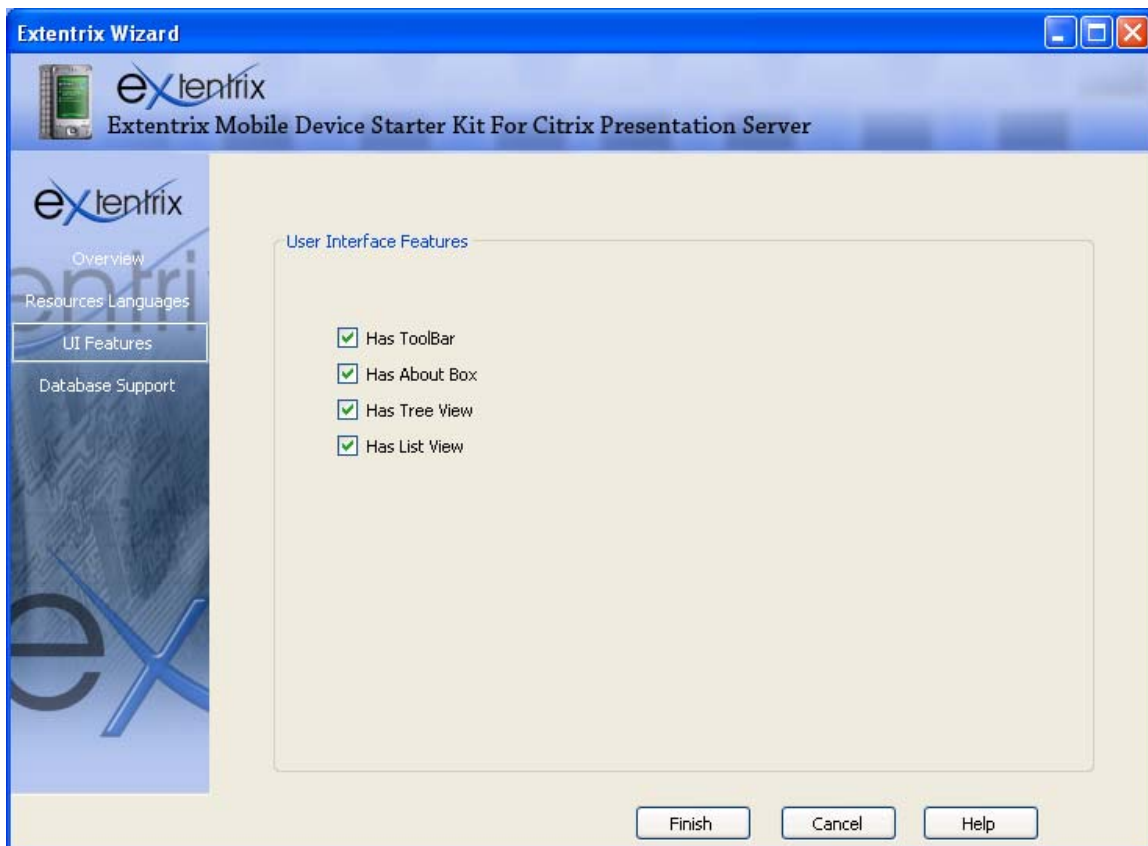 Extentrix Wizard
extentrix
Extentrix Mobile Device Starter Kit For Citrix Presentation Server
extentrix
Overview
Resources Languages
UI Features
Database Support
User Interface Features
Has ToolBar
Has About Box
Has Tree View
Has List View
Finish
Cancel
Help